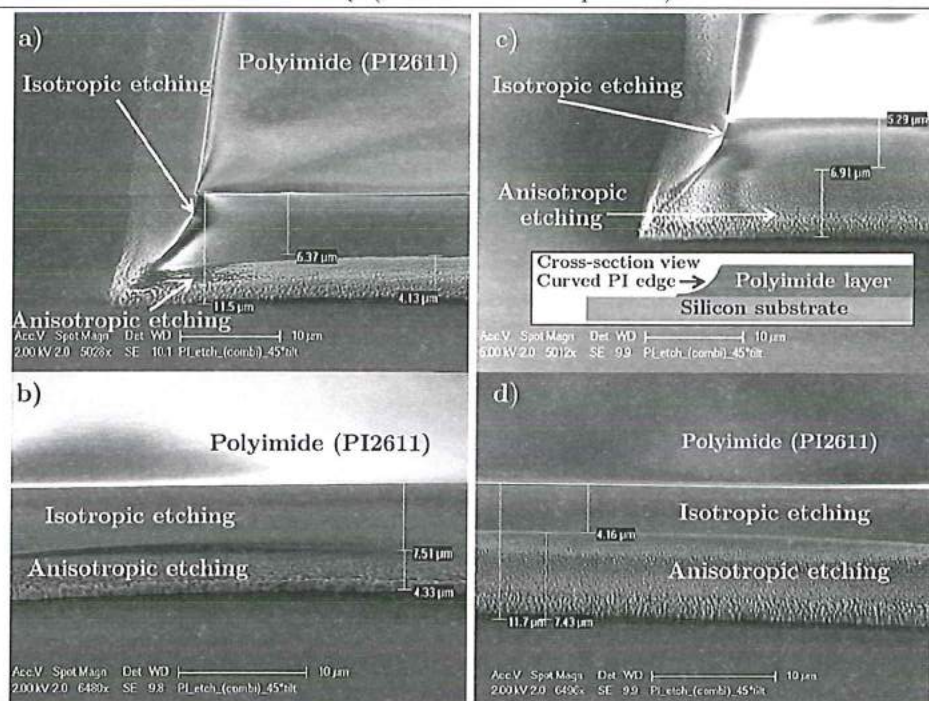 a)
Polyimide (PI2611)
Isotropic etching
6.37 µm
4.13 µm
11.5 µm
Anisotropic etching
Acc.V Spot Magn Det WD 10 µm
2.00 kV 2.0 5028x SE 10.1 PI_etch_(combi)_45*tilt
c)
Isotropic etching
5.29 µm
6.91 µm
Anisotropic
etching
Cross-section view
Curved PI edge
Polyimide layer
Silicon substrate
Acc.V Spot Magn Det WD 10 µm
5.00 kV 2.0 5012x SE 9.9 PI_etch_(combi)_45*tilt
b)
Polyimide (PI2611)
Isotropic etching
7.51 µm
Anisotropic etching
4.33 µm
Acc.V Spot Magn Det WD 10 µm
2.00 kV 2.0 6480x SE 9.8 PI_etch_(combi)_45*tilt
d)
Polyimide (PI2611)
Isotropic etching
4.16 µm
Anisotropic etching
11.7 µm 7.43 µm
Acc.V Spot Magn Det WD 10 µm
2.00 kV 2.0 6496x SE 9.9 PI_etch_(combi)_45*tilt